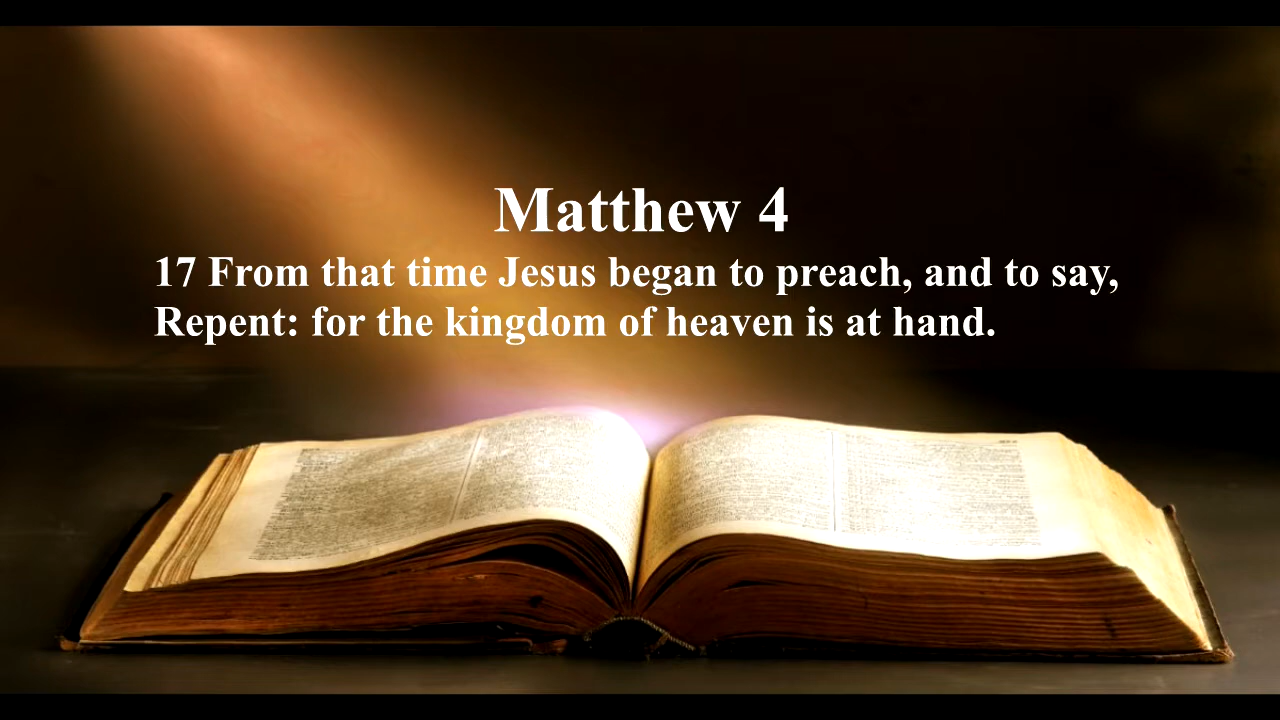 Matthew 4
17 From that time Jesus began to preach, and to say,
Repent: for the kingdom of heaven is at hand.